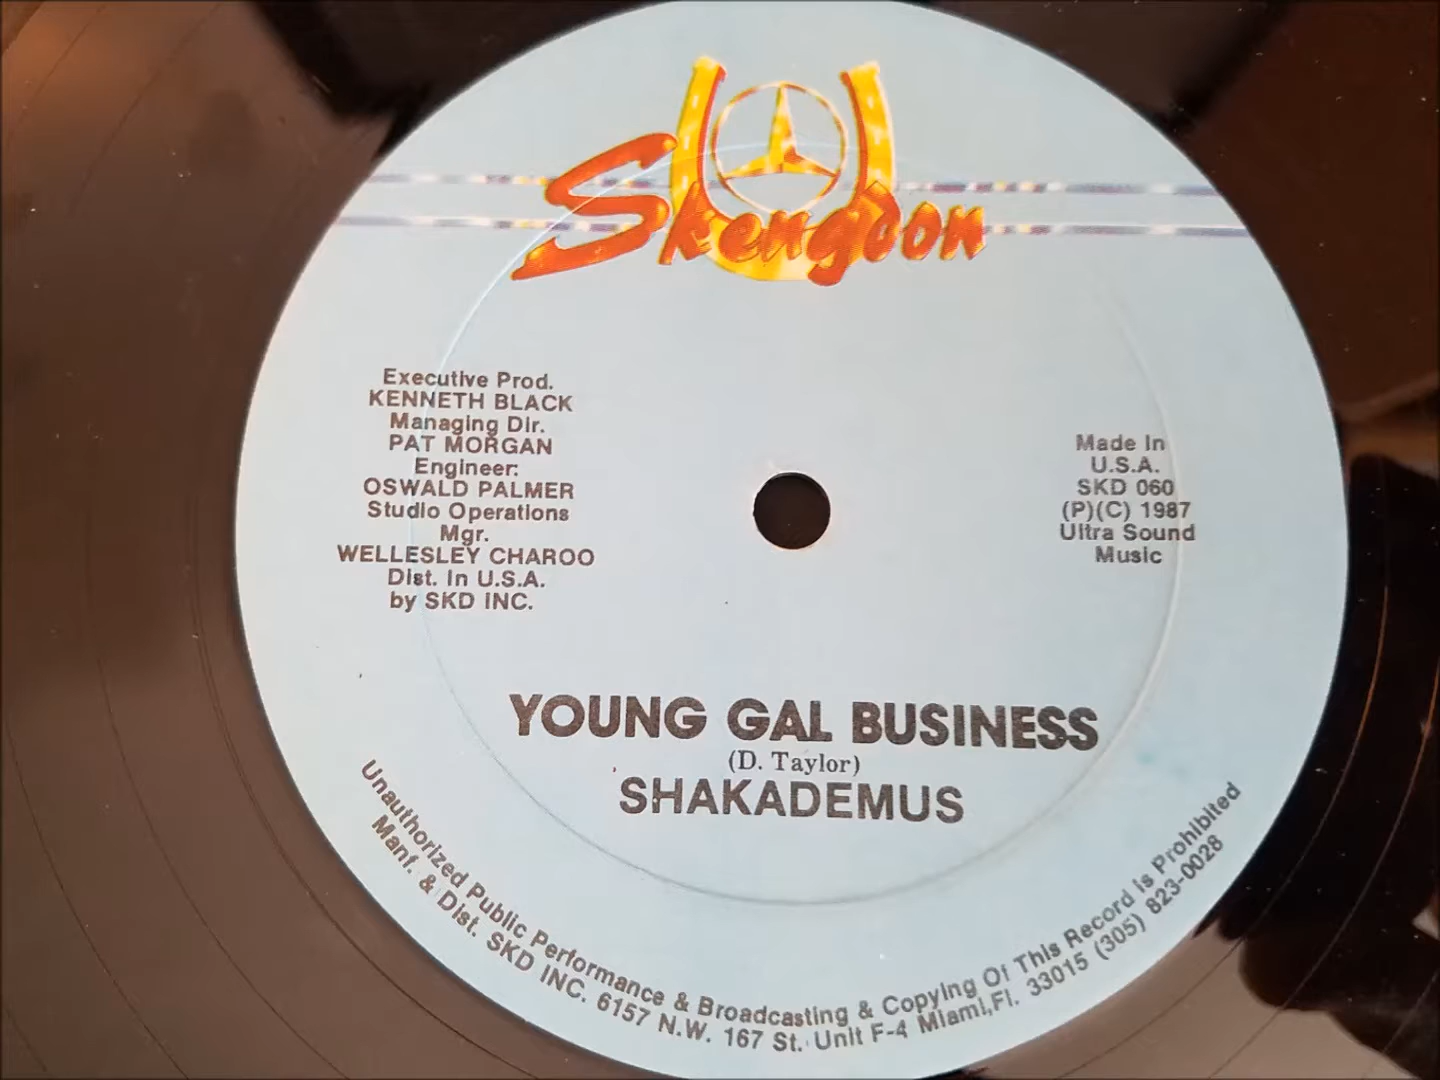 Skengdon
Executive Prod.
KENNETH BLACK
Managing Dir.
PAT MORGAN
Engineer:
OSWALD PALMER
Studio Operations
Mgr.
WELLESLEY CHAROO
Dist. In U.S.A.
by SKD INC.
Made In
U.S.A.
SKD 060
(P)(C) 1987
Ultra Sound
Music
YOUNG GAL BUSINESS
(D. Taylor)
SHAKADEMUS
Unauthorized Public Performance & Broadcasting & Copying Of This Record is Prohibited
Manf. & Dist. SKD INC. 6157 N.W. 167 St. Unit F-4 Miami,Fl. 33015 (305) 823-0028